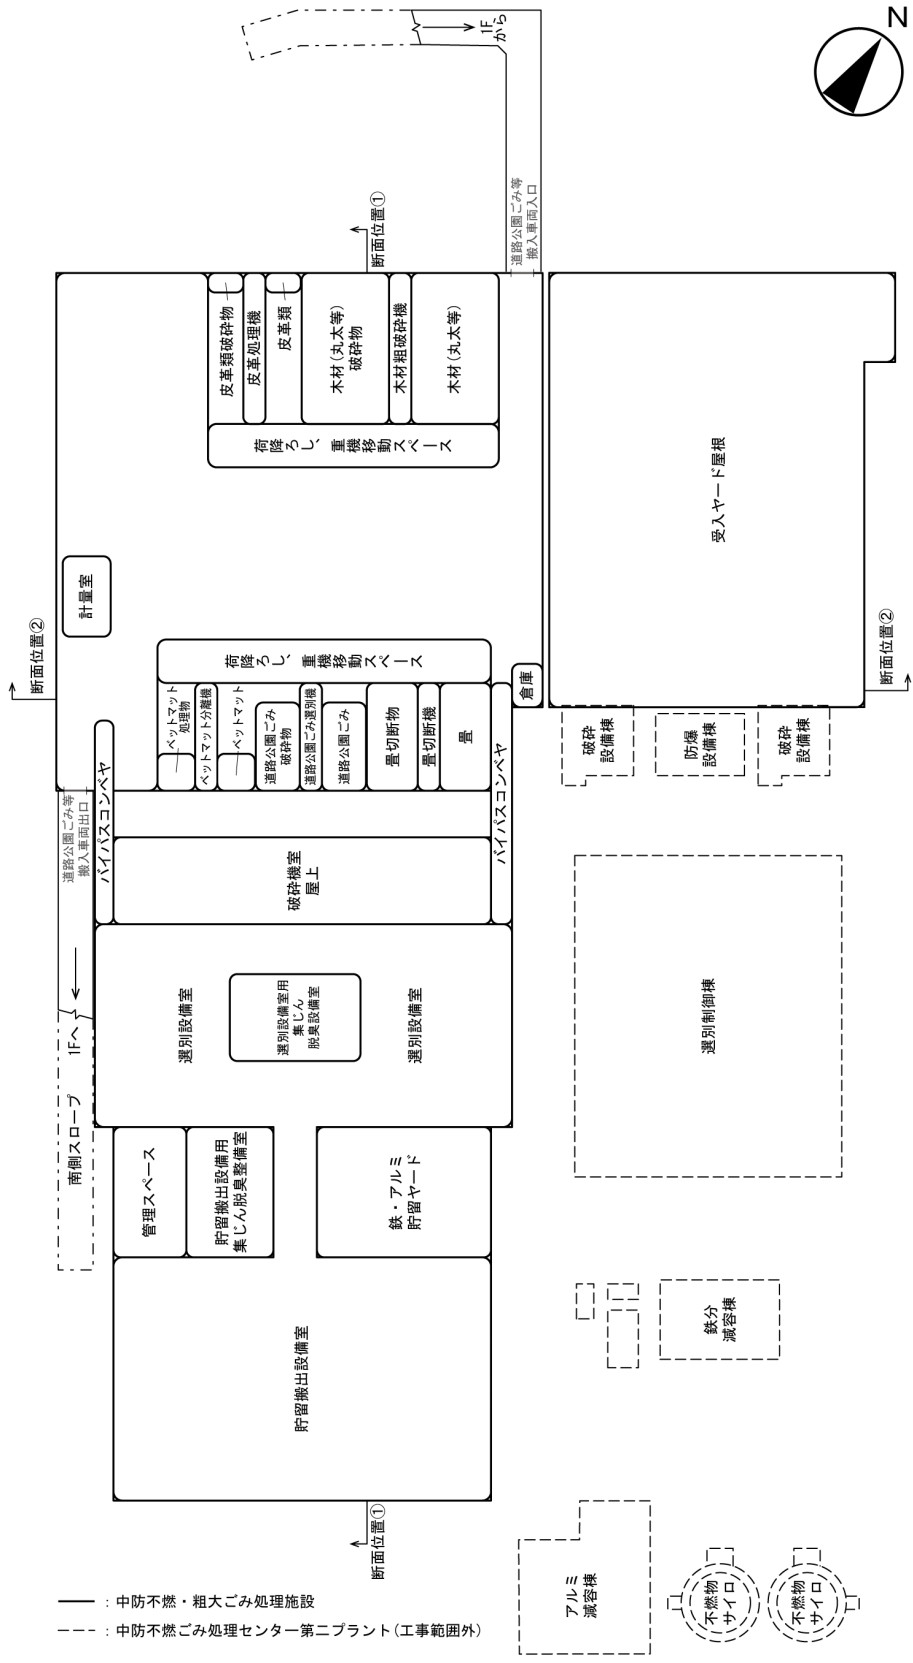 N
1F
から
道路公園ごみ等
搬入車両入口
断面位置①
皮革類破砕物
皮革処理機
皮革類
木材(丸太等)
破砕物
木材粗破砕機
木材(丸太等)
荷降ろし、重機移動スペース
受入ヤード屋根
計量室
断面位置②
断面位置②
荷降ろし、重機移動スペース
倉庫
ベットマット
処理物
ベットマット分離機
ベットマット
道路公園ごみ
破砕物
道路公園ごみ選別機
道路公園ごみ
畳切断物
畳切断機
畳
バイパスコンベヤ
バイパスコンベヤ
破砕
設備棟
防爆
設備棟
破砕
設備棟
道路公園ごみ等
搬入車両出口
破砕機室
屋上
1Fへ
南側スロープ
選別設備室
選別設備室用
集じん
脱臭設備室
選別設備室
選別制御棟
管理スペース
貯留搬出設備用
集じん脱臭整備室
鉄・アルミ
貯留ヤード
貯留搬出設備室
鉄分
減容棟
断面位置①
アルミ
減容棟
不燃物
サイロ
不燃物
サイロ
:中防不燃・粗大ごみ処理施設
:中防不燃ごみ処理センター第二プラント(工事範囲外)